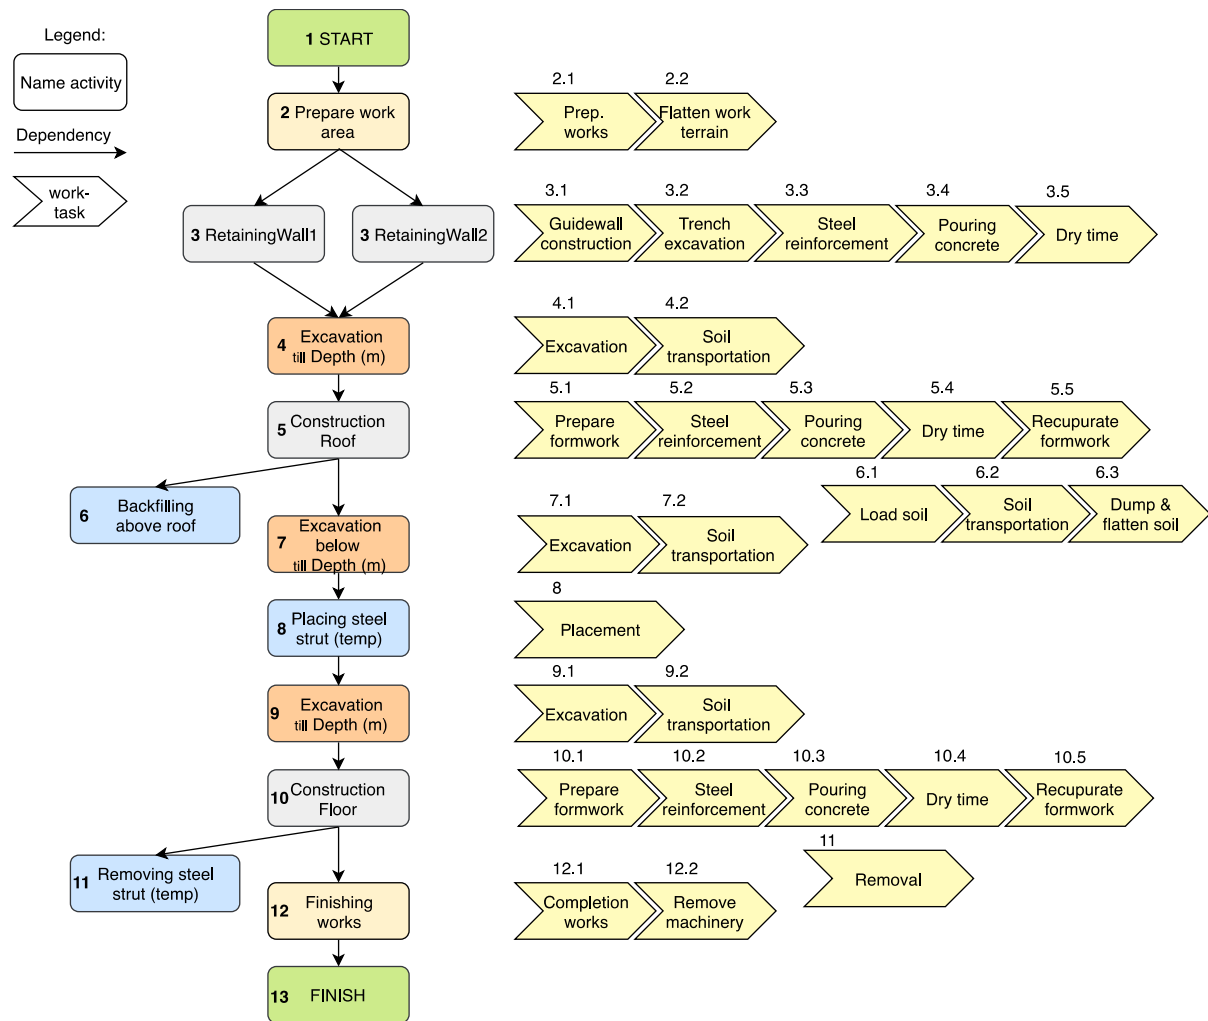 Legend:
Name activity
Dependency
work-
task
1 START
2 Prepare work
area
2.1
2.2
Prep.
works
Flatten work
terrain
3 RetainingWall1
3 RetainingWall2
3.1
3.2
3.3
3.4
3.5
Guidewall
construction
Trench
excavation
Steel
reinforcement
Pouring
concrete
Dry time
4 Excavation
till Depth (m)
4.1
4.2
Excavation
Soil
transportation
5 Construction
Roof
5.1
5.2
5.3
5.4
5.5
Prepare
formwork
Steel
reinforcement
Pouring
concrete
Dry time
Recupurate
formwork
6 Backfilling
above roof
6.1
6.2
6.3
Load soil
Soil
transportation
Dump &
flatten soil
7 Excavation
below
till Depth (m)
7.1
7.2
Excavation
Soil
transportation
8 Placing steel
strut (temp)
8
Placement
9 Excavation
till Depth (m)
9.1
9.2
Excavation
Soil
transportation
10 Construction
Floor
10.1
10.2
10.3
10.4
10.5
Prepare
formwork
Steel
reinforcement
Pouring
concrete
Dry time
Recupurate
formwork
11 Removing steel
strut (temp)
11
Removal
12 Finishing
works
12.1
12.2
Completion
works
Remove
machinery
13 FINISH